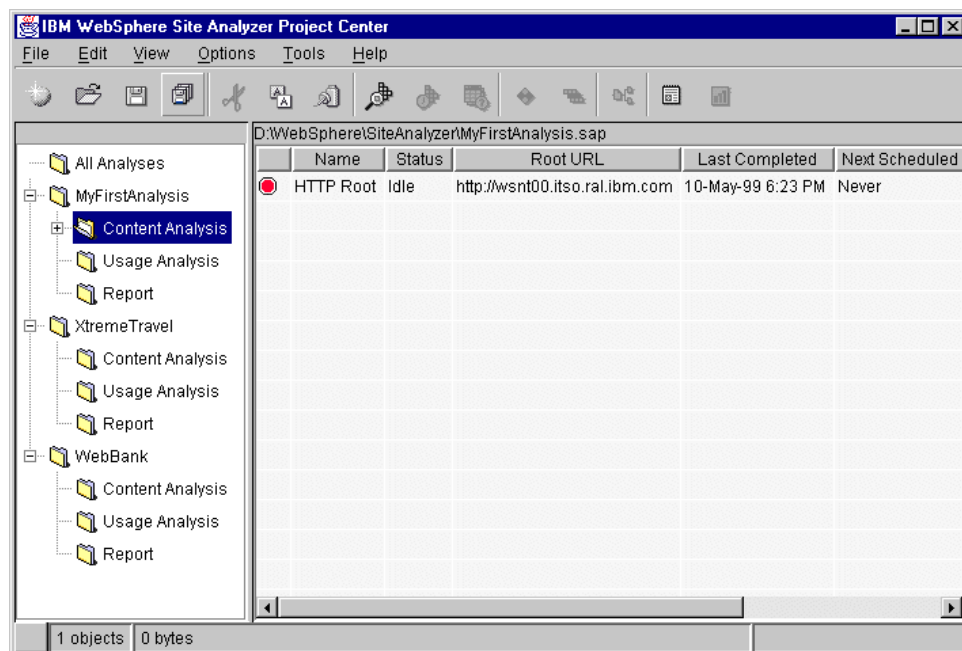 IBM WebSphere Site Analyzer Project Center
File Edit View Options Tools Help
D:\WebSphere\SiteAnalyzer\MyFirstAnalysis.sap
Name Status Root URL Last Completed Next Scheduled
HTTP Root Idle http://wsnt00.itso.ral.ibm.com 10-May-99 6:23 PM Never
All Analyses
MyFirstAnalysis
Content Analysis
Usage Analysis
Report
XtremeTravel
Content Analysis
Usage Analysis
Report
WebBank
Content Analysis
Usage Analysis
Report
1 objects 0 bytes